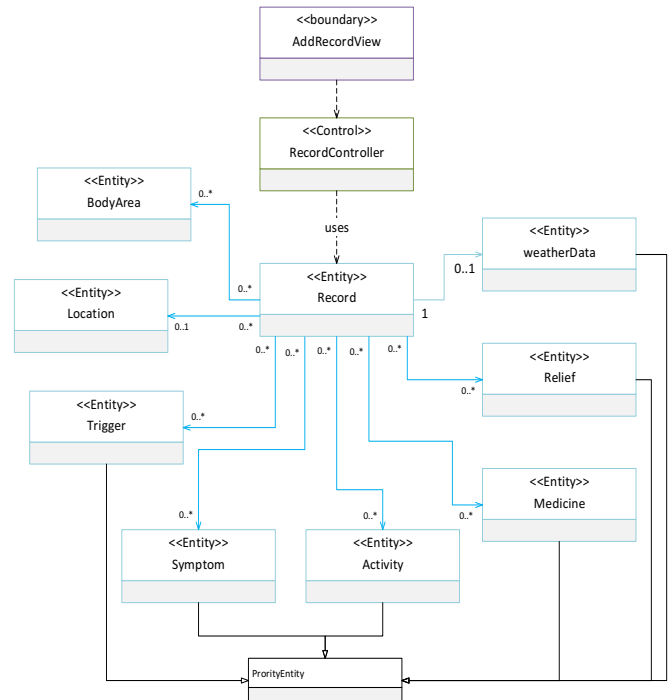 <<boundary>>
AddRecordView
<<Control>>
RecordController
<<Entity>>
BodyArea
0..*
uses
<<Entity>>
weatherData
0..*
0..1
<<Entity>>
Record
1
<<Entity>>
Location
0..1
0..*
0..*
0..*
0..*
0..*
0..*
<<Entity>>
Relief
0..*
<<Entity>>
Trigger
0..*
<<Entity>>
Medicine
0..*
0..*
0..*
<<Entity>>
Symptom
<<Entity>>
Activity
ProrityEntity